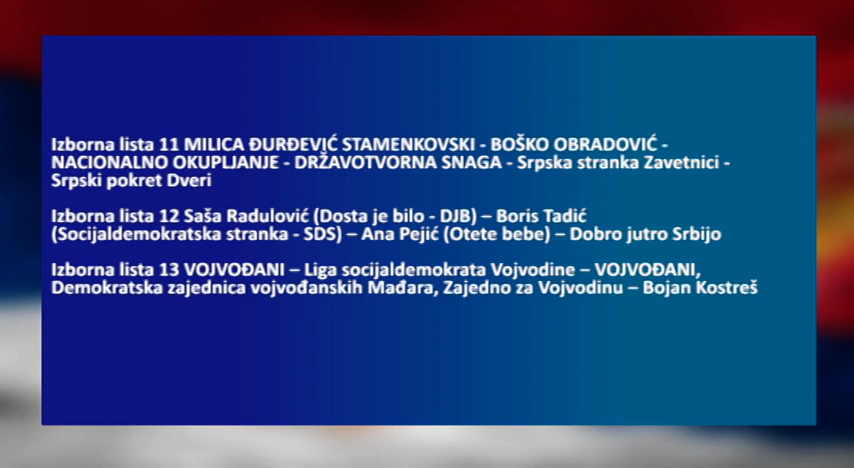 Izborna lista 11 MILICA ĐURĐEVIĆ STAMENKOVSKI - BOŠKO OBRADOVIĆ -
NACIONALNO OKUPLJANJE - DRŽAVOTVORNA SNAGA - Srpska stranka Zavetnici -
Srpski pokret Dveri
Izborna lista 12 Saša Radulović (Dosta je bilo - DJB) – Boris Tadić
(Socijaldemokratska stranka - SDS) – Ana Pejić (Otete bebe) – Dobro jutro Srbijo
Izborna lista 13 VOJVOĐANI – Liga socijaldemokrata Vojvodine – VOJVOĐANI,
Demokratska zajednica vojvođanskih Mađara, Zajedno za Vojvodinu – Bojan Kostreš